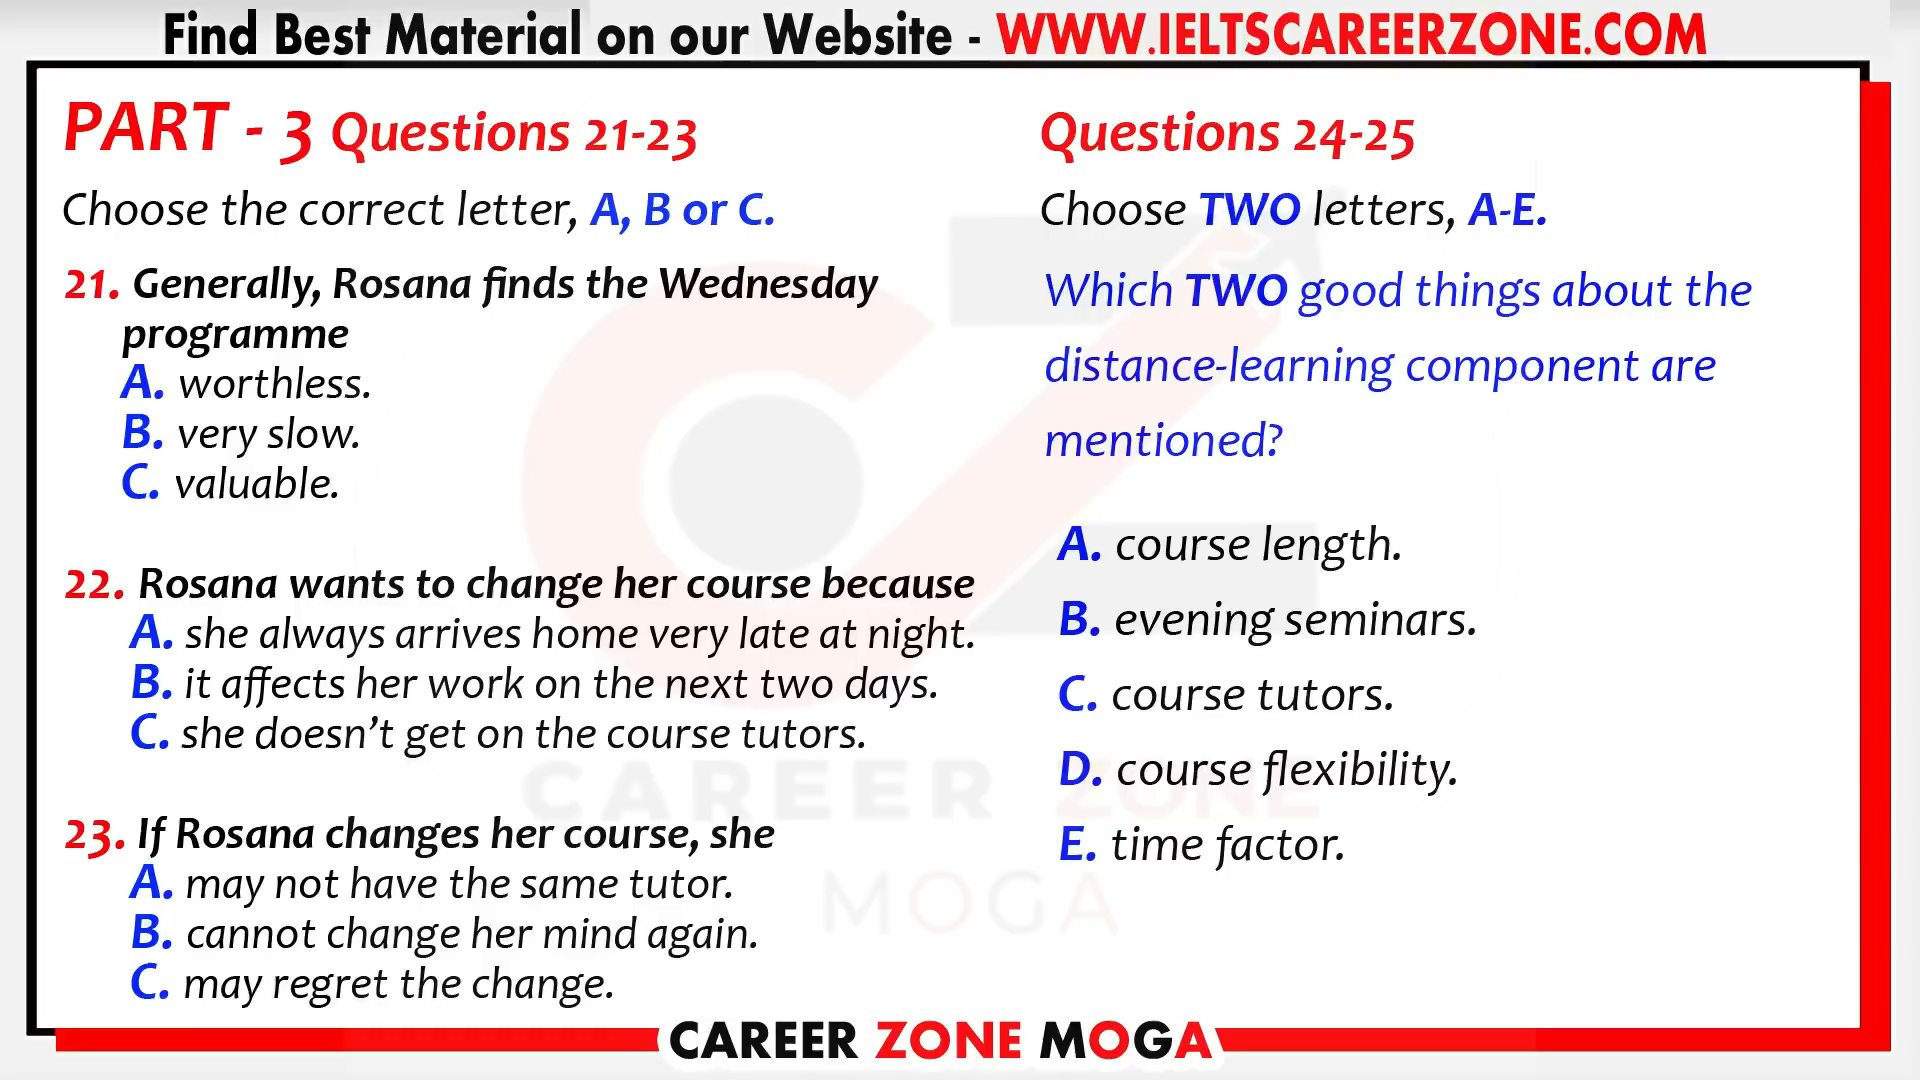 Find Best Material on our Website - WWW.IELTSCAREERZONE.COM
PART - 3 Questions 21-23
Choose the correct letter, A, B or C.
21. Generally, Rosana finds the Wednesday
programme
A. worthless.
B. very slow.
C. valuable.
22. Rosana wants to change her course because
A. she always arrives home very late at night.
B. it affects her work on the next two days.
C. she doesn't get on the course tutors.
23. If Rosana changes her course, she
A. may not have the same tutor.
B. cannot change her mind again.
C. may regret the change.
Questions 24-25
Choose TWO letters, A-E.
Which TWO good things about the
distance-learning component are
mentioned?
A. course length.
B. evening seminars.
C. course tutors.
D. course flexibility.
E. time factor.
CAREER ZONE
MOGA
CAREER ZONE MOGA